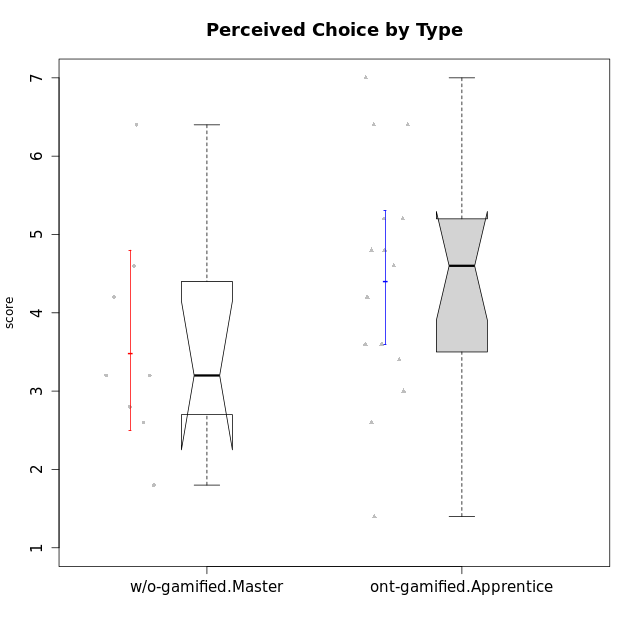 Perceived Choice by Type
7
6
5
4
3
2
1
score
w/o-gamified.Master
ont-gamified.Apprentice